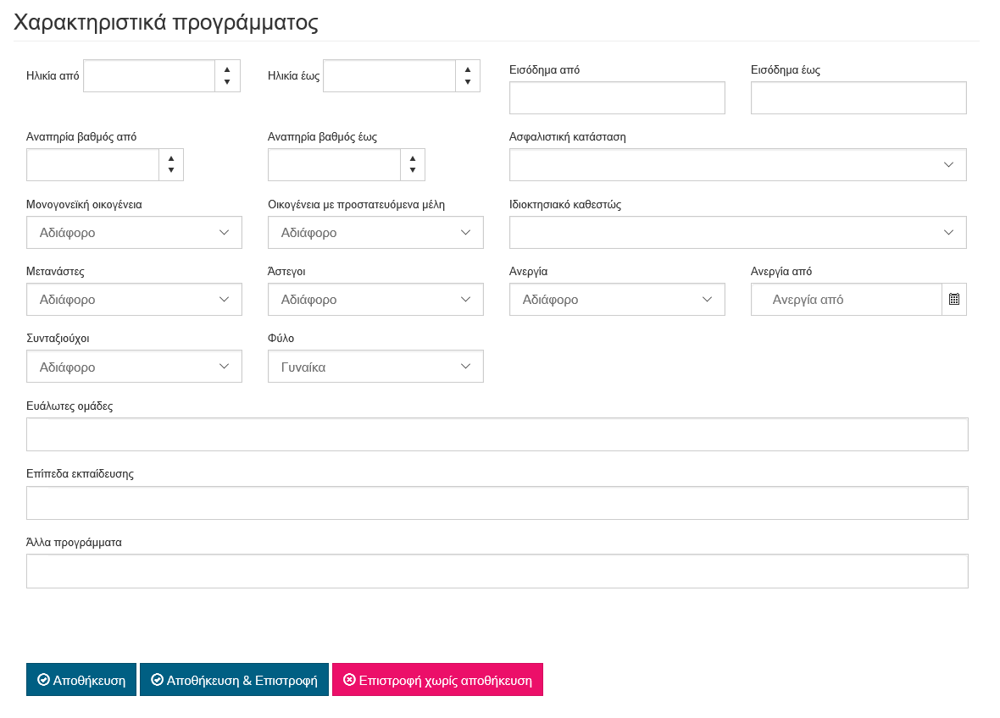 Χαρακτηριστικά προγράμματος
Ηλικία από
Ηλικία έως
Εισόδημα από
Εισόδημα έως
Αναπηρία βαθμός από
Αναπηρία βαθμός έως
Ασφαλιστική κατάσταση
Μονογονεϊκή οικογένεια
Οικογένεια με προστατευόμενα μέλη
Ιδιοκτησιακό καθεστώς
Αδιάφορο
Αδιάφορο
Μετανάστες
Άστεγοι
Ανεργία
Ανεργία από
Αδιάφορο
Αδιάφορο
Αδιάφορο
Ανεργία από
Συνταξιούχοι
Φύλο
Αδιάφορο
Γυναίκα
Ευάλωτες ομάδες
Επίπεδα εκπαίδευσης
Άλλα προγράμματα
Αποθήκευση
Αποθήκευση & Επιστροφή
Επιστροφή χωρίς αποθήκευση